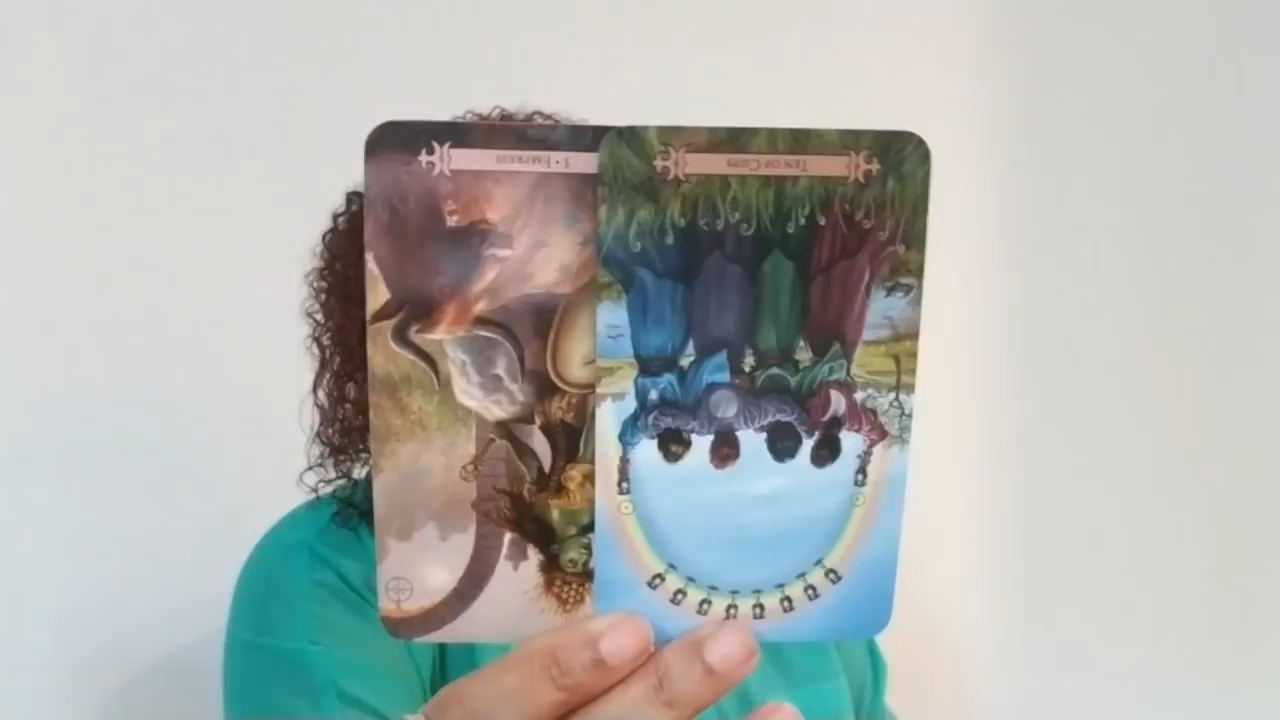 3 • EMPRESS
TEN OF CUPS